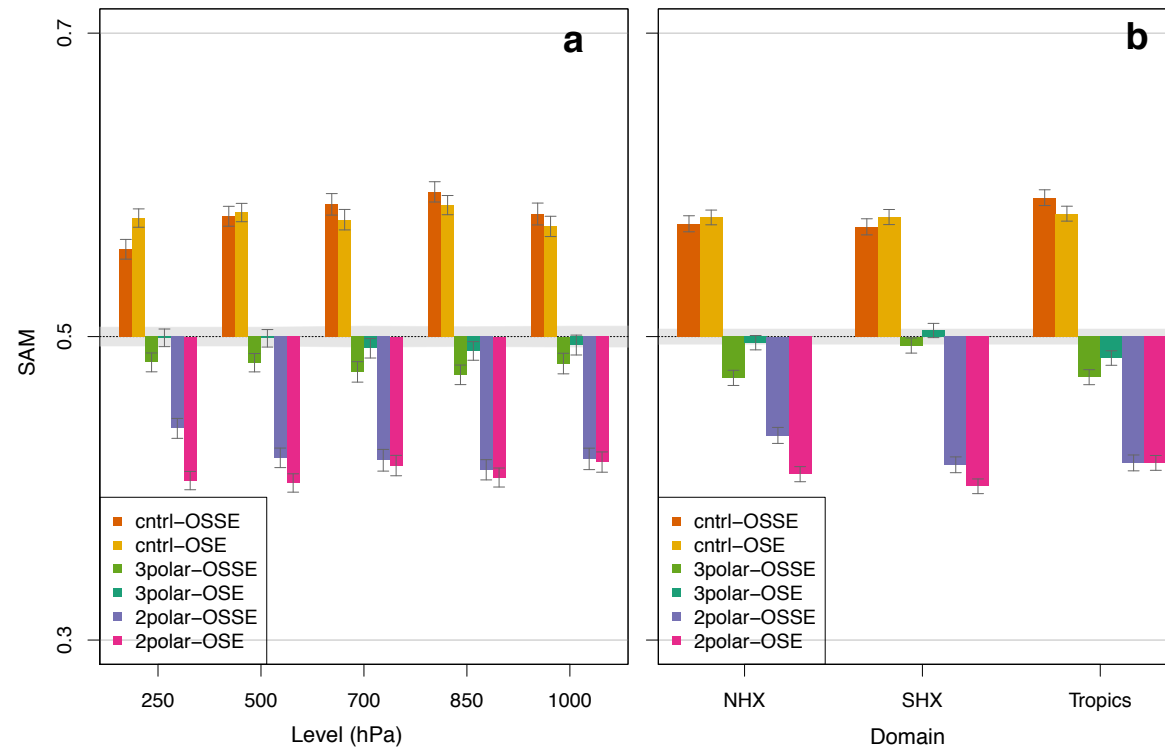 a
b
0.7
0.5
0.3
SAM
cntrl−OSSE
cntrl−OSE
3polar−OSSE
3polar−OSE
2polar−OSSE
2polar−OSE
250 500 700 850 1000
Level (hPa)
cntrl−OSSE
cntrl−OSE
3polar−OSSE
3polar−OSE
2polar−OSSE
2polar−OSE
NHX SHX Tropics
Domain